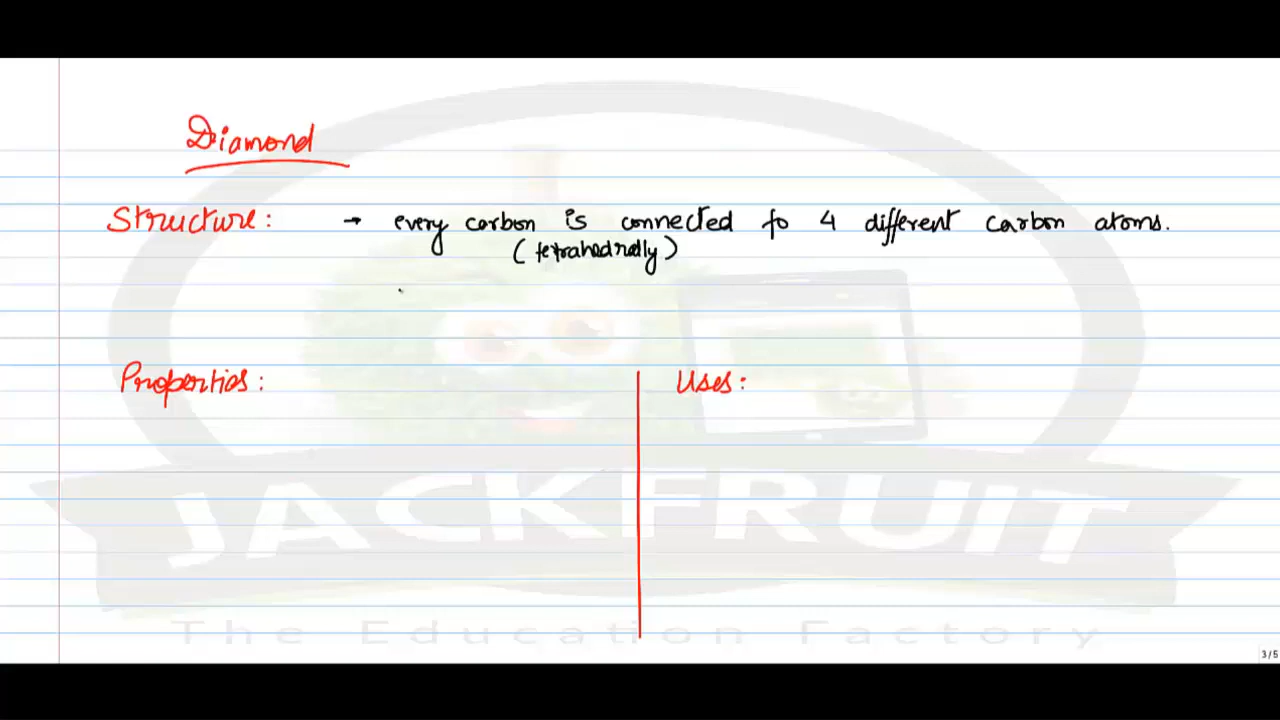 Diamond
Structure: → every carbon is connected to 4 different carbon atoms.
(tetrahedrally)
Properties:
Uses:
JACKFRUIT
The Education Factory
3/5